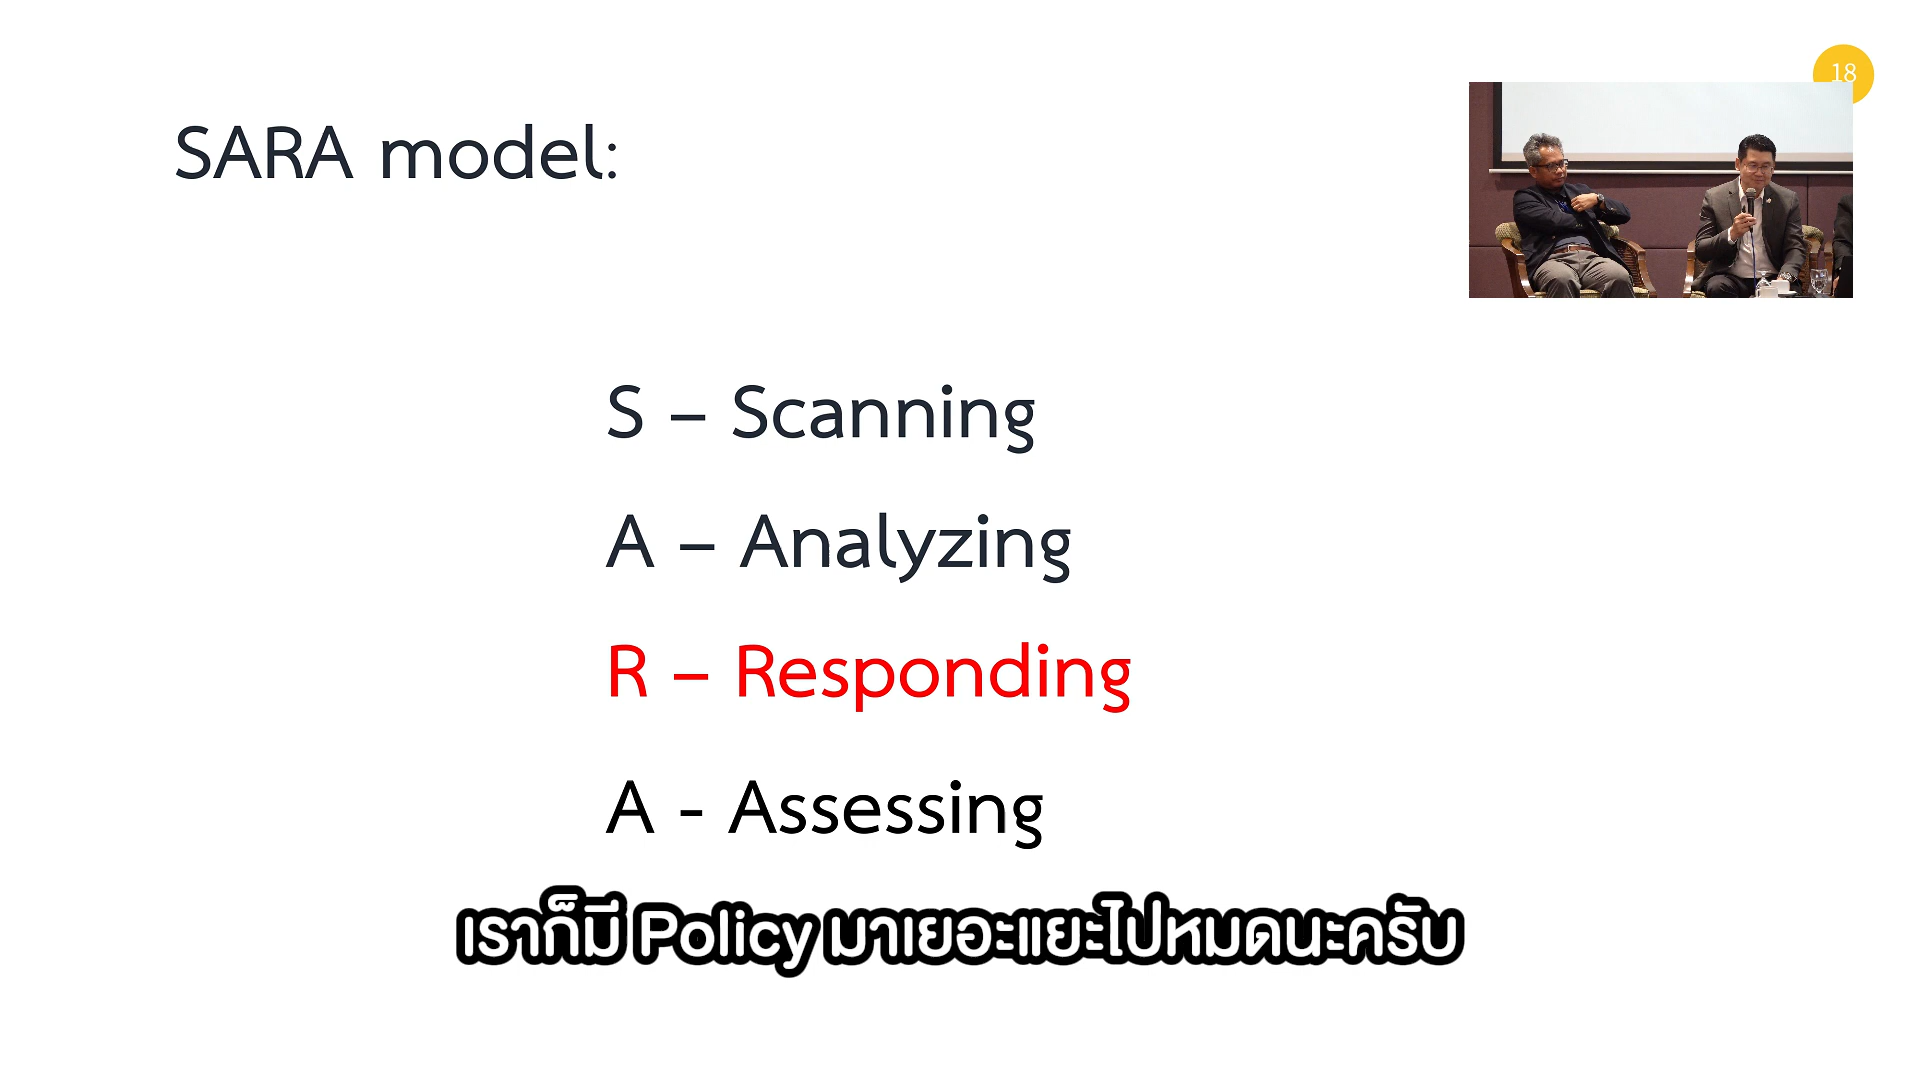 18
SARA model:
S – Scanning
A – Analyzing
R – Responding
A - Assessing
เราก็มี Policy มาเยอะแยะไปหมดนะครับ